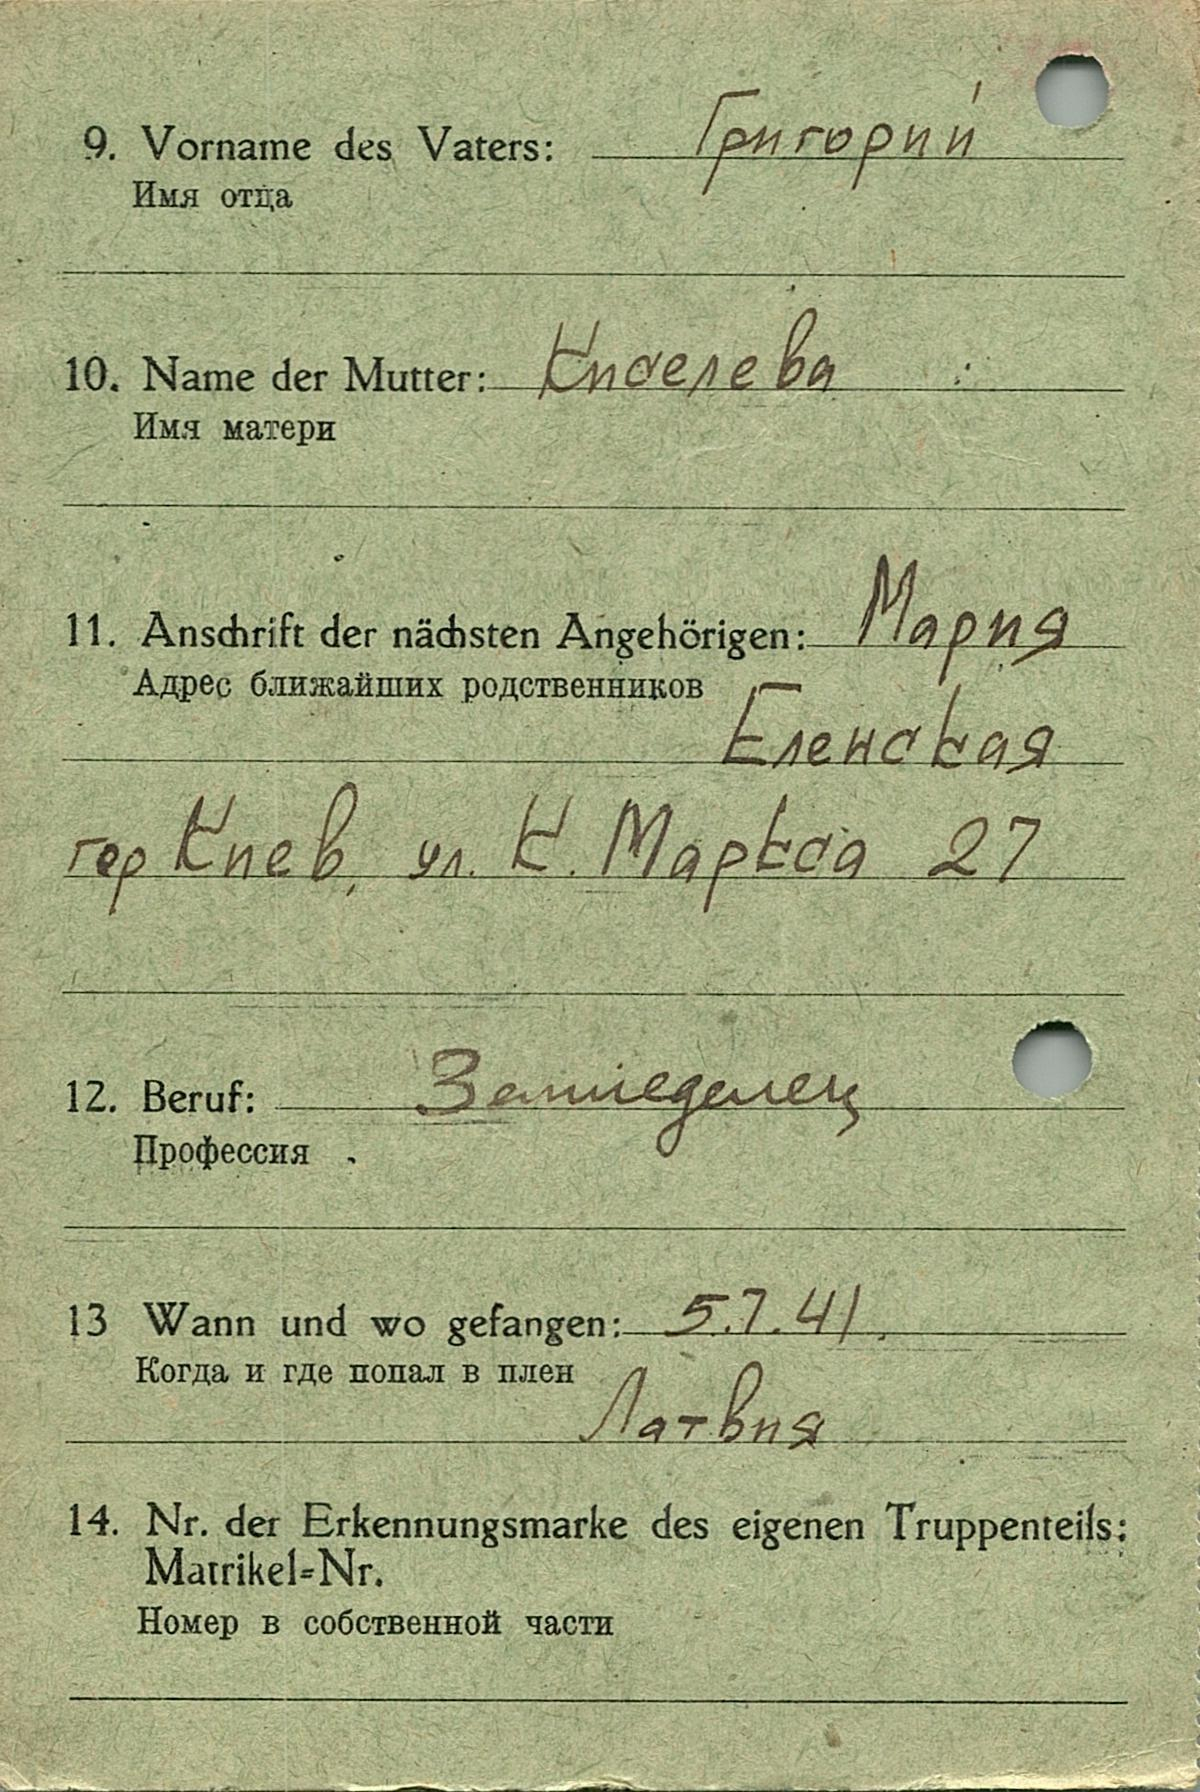 9. Vorname des Vaters: Григорий
Имя отца
10. Name der Mutter: Киселева
Имя матери
11. Anschrift der nächsten Angehörigen: Мария
Адрес ближайших родственников
Еленская
гор Киев, ул. К. Маркса 27
12. Beruf: Земледелец
Профессия
13 Wann und wo gefangen: 5.7.41.
Когда и где попал в плен
Латвия
14. Nr. der Erkennungsmarke des eigenen Truppenteils:
Matrikel=Nr.
Номер в собственной части